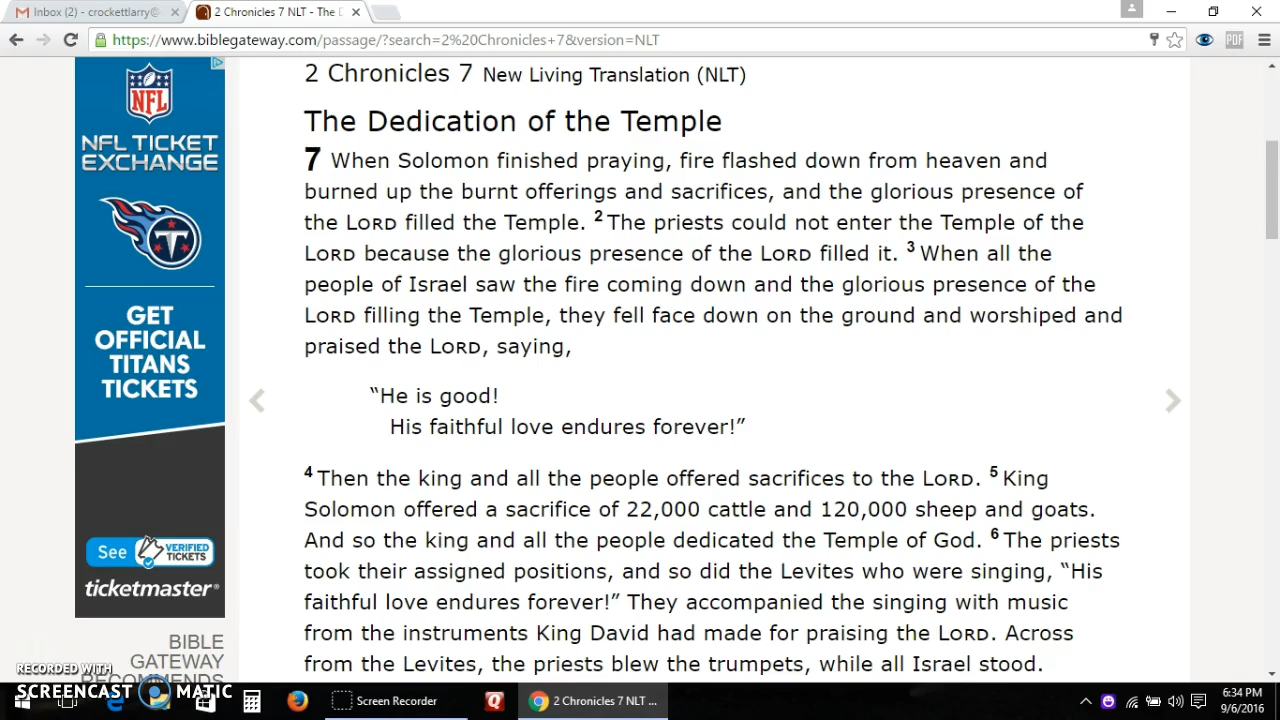 Inbox (2) - crockettlarry@
2 Chronicles 7 NLT - The D
https://www.biblegateway.com/passage/?search=2%20Chronicles+7&version=NLT
PDF
2 Chronicles 7 New Living Translation (NLT)
The Dedication of the Temple
7 When Solomon finished praying, fire flashed down from heaven and
burned up the burnt offerings and sacrifices, and the glorious presence of
the LORD filled the Temple. 2 The priests could not enter the Temple of the
LORD because the glorious presence of the LORD filled it. 3 When all the
people of Israel saw the fire coming down and the glorious presence of the
LORD filling the Temple, they fell face down on the ground and worshiped and
praised the LORD, saying,
“He is good!
His faithful love endures forever!”
4 Then the king and all the people offered sacrifices to the LORD. 5 King
Solomon offered a sacrifice of 22,000 cattle and 120,000 sheep and goats.
And so the king and all the people dedicated the Temple of God. 6 The priests
took their assigned positions, and so did the Levites who were singing, “His
faithful love endures forever!” They accompanied the singing with music
from the instruments King David had made for praising the LORD. Across
from the Levites, the priests blew the trumpets, while all Israel stood.
NFL
NFL TICKET
EXCHANGE
T
GET
OFFICIAL
TITANS
TICKETS
See VERIFIED
TICKETS
ticketmaster®
BIBLE
GATEWAY
RECOMMENDS
RECORDED WITH
SCREENCAST MATIC
Screen Recorder
2 Chronicles 7 NLT ...
6:34 PM
9/6/2016